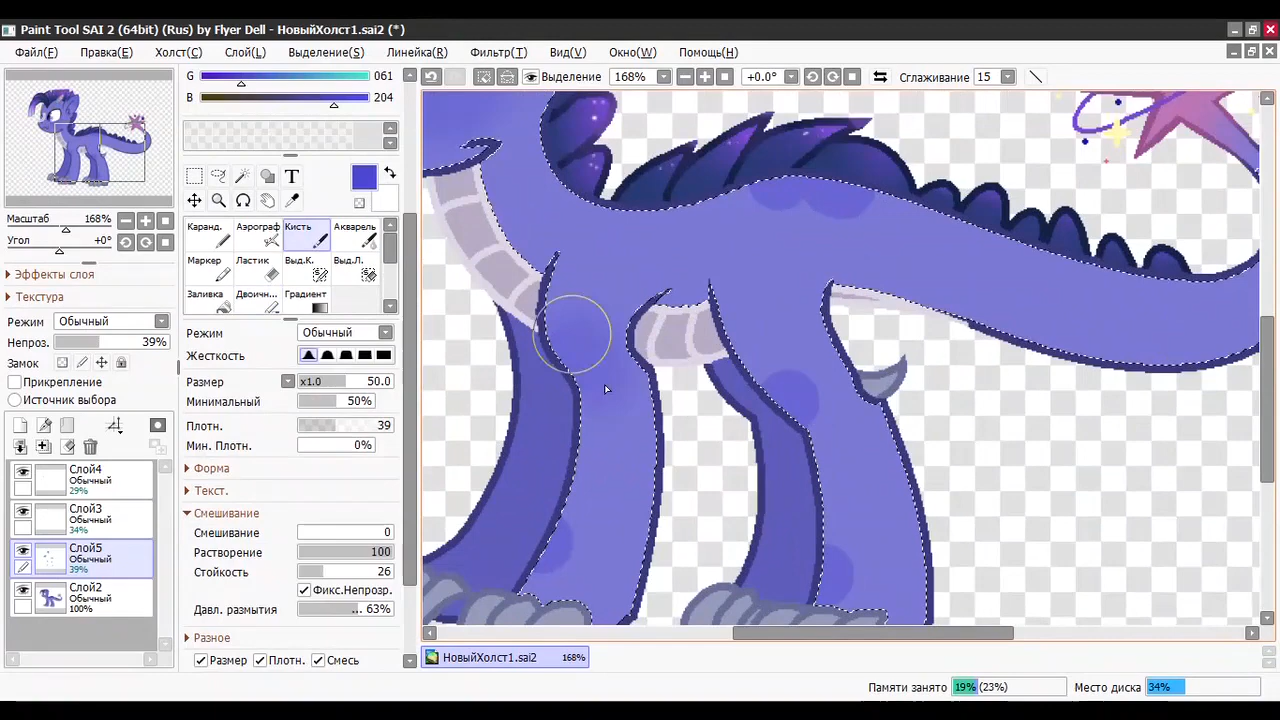 Paint Tool SAI 2 (64bit) (Rus) by Flyer Dell - НовыйХолст1.sai2 (*)
Файл(F) Правка(E) Холст(C) Слой(L) Выделение(S) Линейка(R) Фильтр(T) Вид(V) Окно(W) Помощь(H)
G 061
B 204
Выделение 168% +0.0° Сглаживание 15
T
Масштаб 168%
Угол +0°
Эффекты слоя
Текстура
Режим Обычный
Непроз. 39%
Замок
Прикрепление
Источник выбора
Слой4
Обычный
29%
Слой3
Обычный
34%
Слой5
Обычный
39%
Слой2
Обычный
100%
Каранд. Аэрограф Кисть Акварель
Маркер Ластик Выд.К. Выд.Л.
Заливка Двоичн... Градиент
Режим Обычный
Жесткость
Размер x1.0 50.0
Минимальный 50%
Плотн. 39
Мин. Плотн. 0%
Форма
Текст.
Смешивание
Смешивание 0
Растворение 100
Стойкость 26
Фикс.Непрозр.
Давл. размытия ... 63%
Разное
Размер Плотн. Смесь
НовыйХолст1.sai2 168%
Памяти занято 19% (23%) Место диска 34%